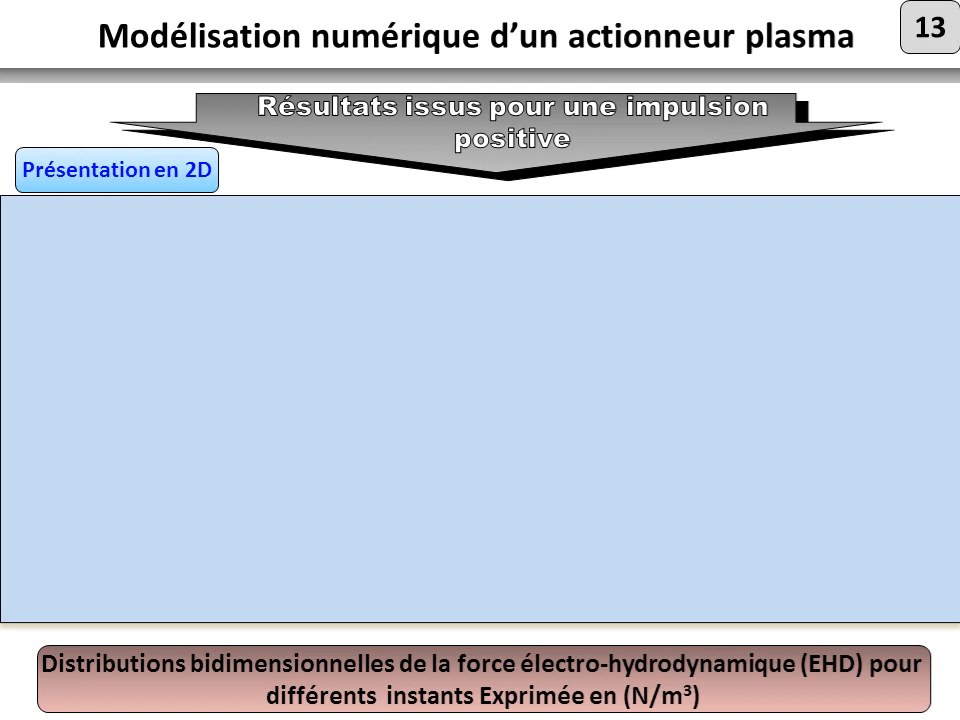 Modélisation numérique d’un actionneur plasma
13
Résultats issus pour une impulsion
positive
Présentation en 2D
Distributions bidimensionnelles de la force électro-hydrodynamique (EHD) pour
différents instants Exprimée en (N/m³)